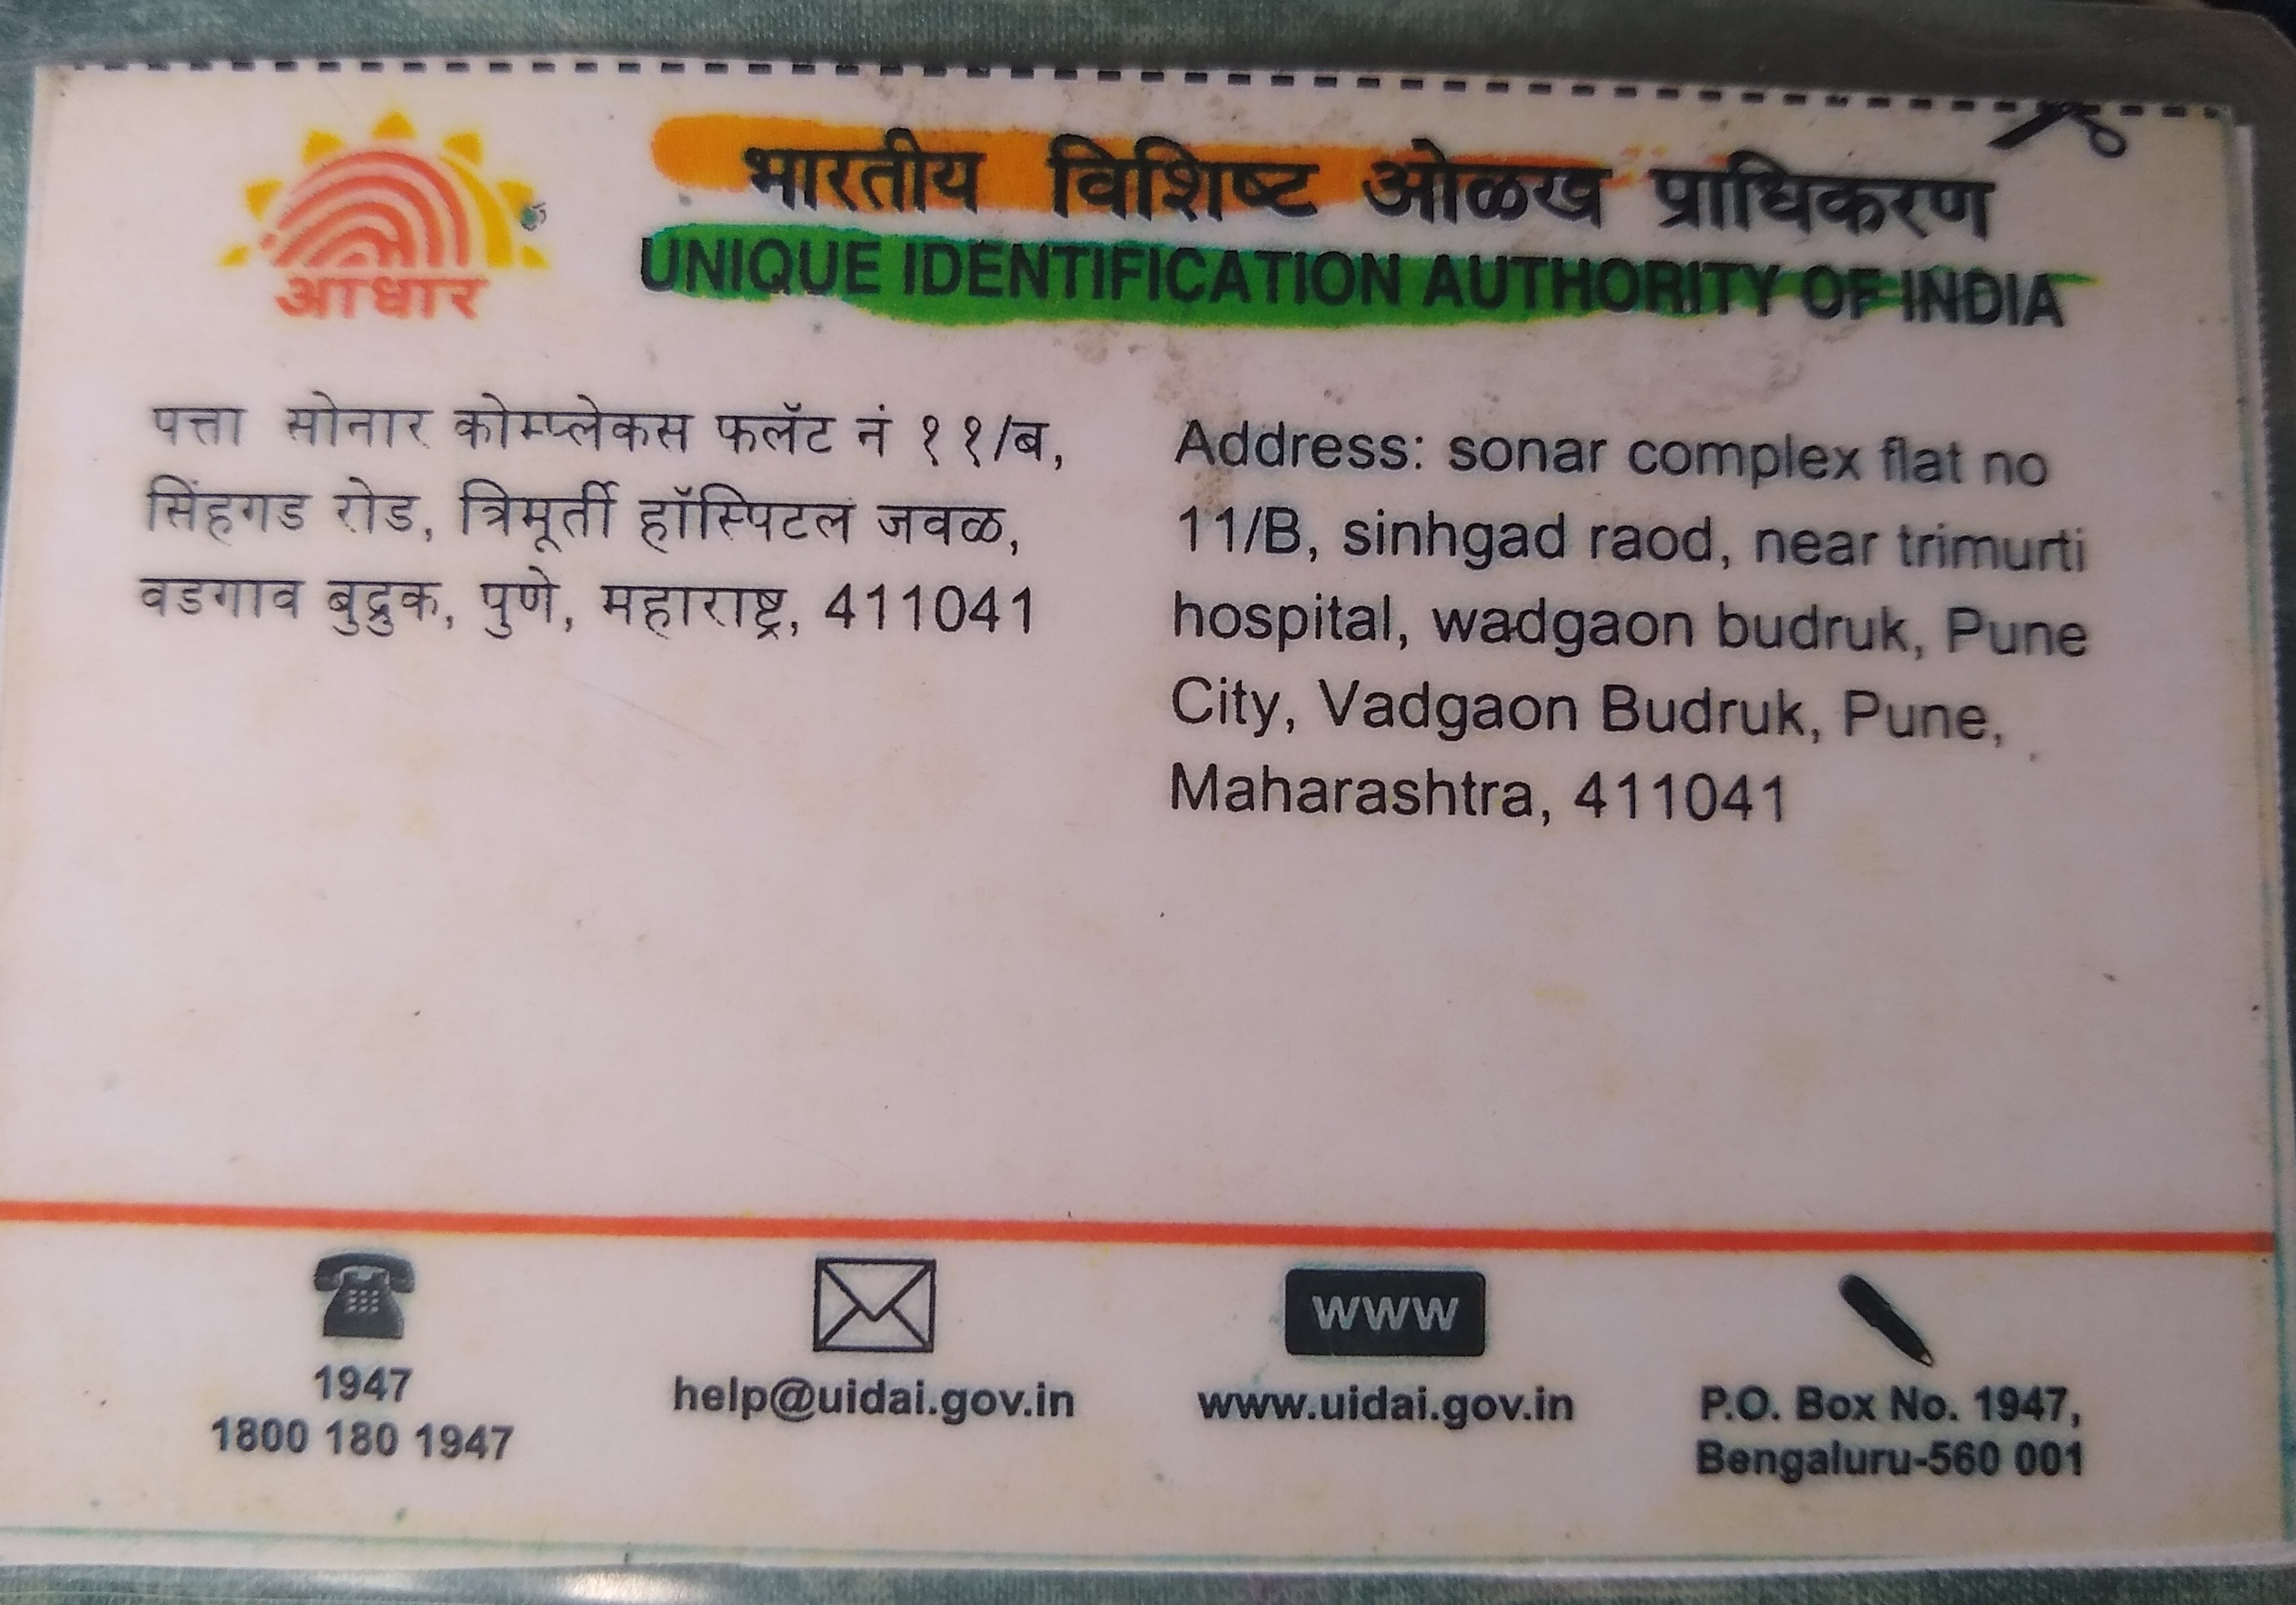 आधार
भारतीय विशिष्ट ओळख प्राधिकरण
UNIQUE IDENTIFICATION AUTHORITY OF INDIA
पत्ता सोनार कोम्प्लेकस फलॅट नं ११/ब,
सिंहगड रोड, त्रिमूर्ती हॉस्पिटल जवळ,
वडगाव बुद्रुक, पुणे, महाराष्ट्र, 411041
Address: sonar complex flat no
11/B, sinhgad raod, near trimurti
hospital, wadgaon budruk, Pune
City, Vadgaon Budruk, Pune,
Maharashtra, 411041
1947
1800 180 1947
help@uidai.gov.in
WWW
www.uidai.gov.in
P.O. Box No. 1947,
Bengaluru-560 001